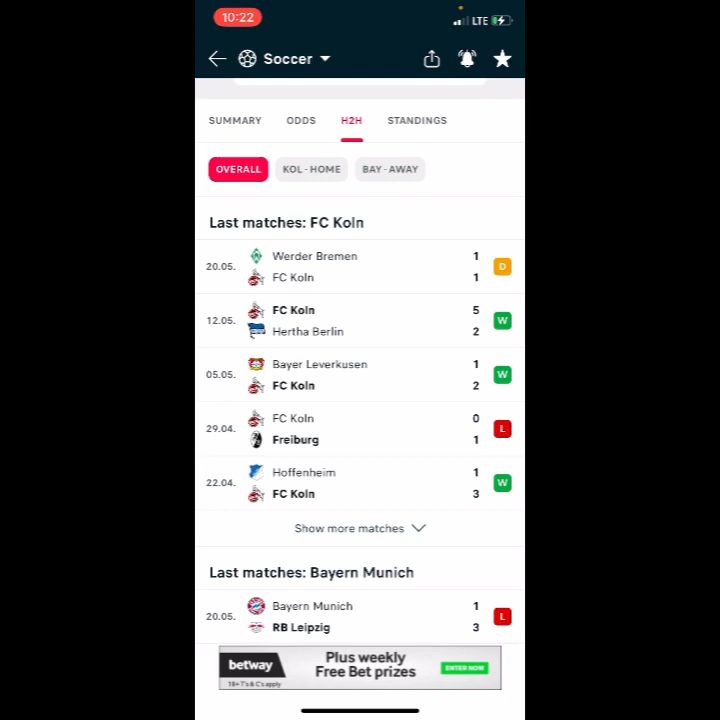 10:22
LTE
Soccer
SUMMARY ODDS H2H STANDINGS
OVERALL KOL - HOME BAY - AWAY
Last matches: FC Koln
20.05. Werder Bremen 1 D
FC Koln 1
12.05. FC Koln 5 W
Hertha Berlin 2
05.05. Bayer Leverkusen 1 W
FC Koln 2
29.04. FC Koln 0 L
Freiburg 1
22.04. Hoffenheim 1 W
FC Koln 3
Show more matches
Last matches: Bayern Munich
20.05. Bayern Munich 1 L
RB Leipzig 3
betway
18+ T's & C's apply
Plus weekly
Free Bet prizes
ENTER NOW